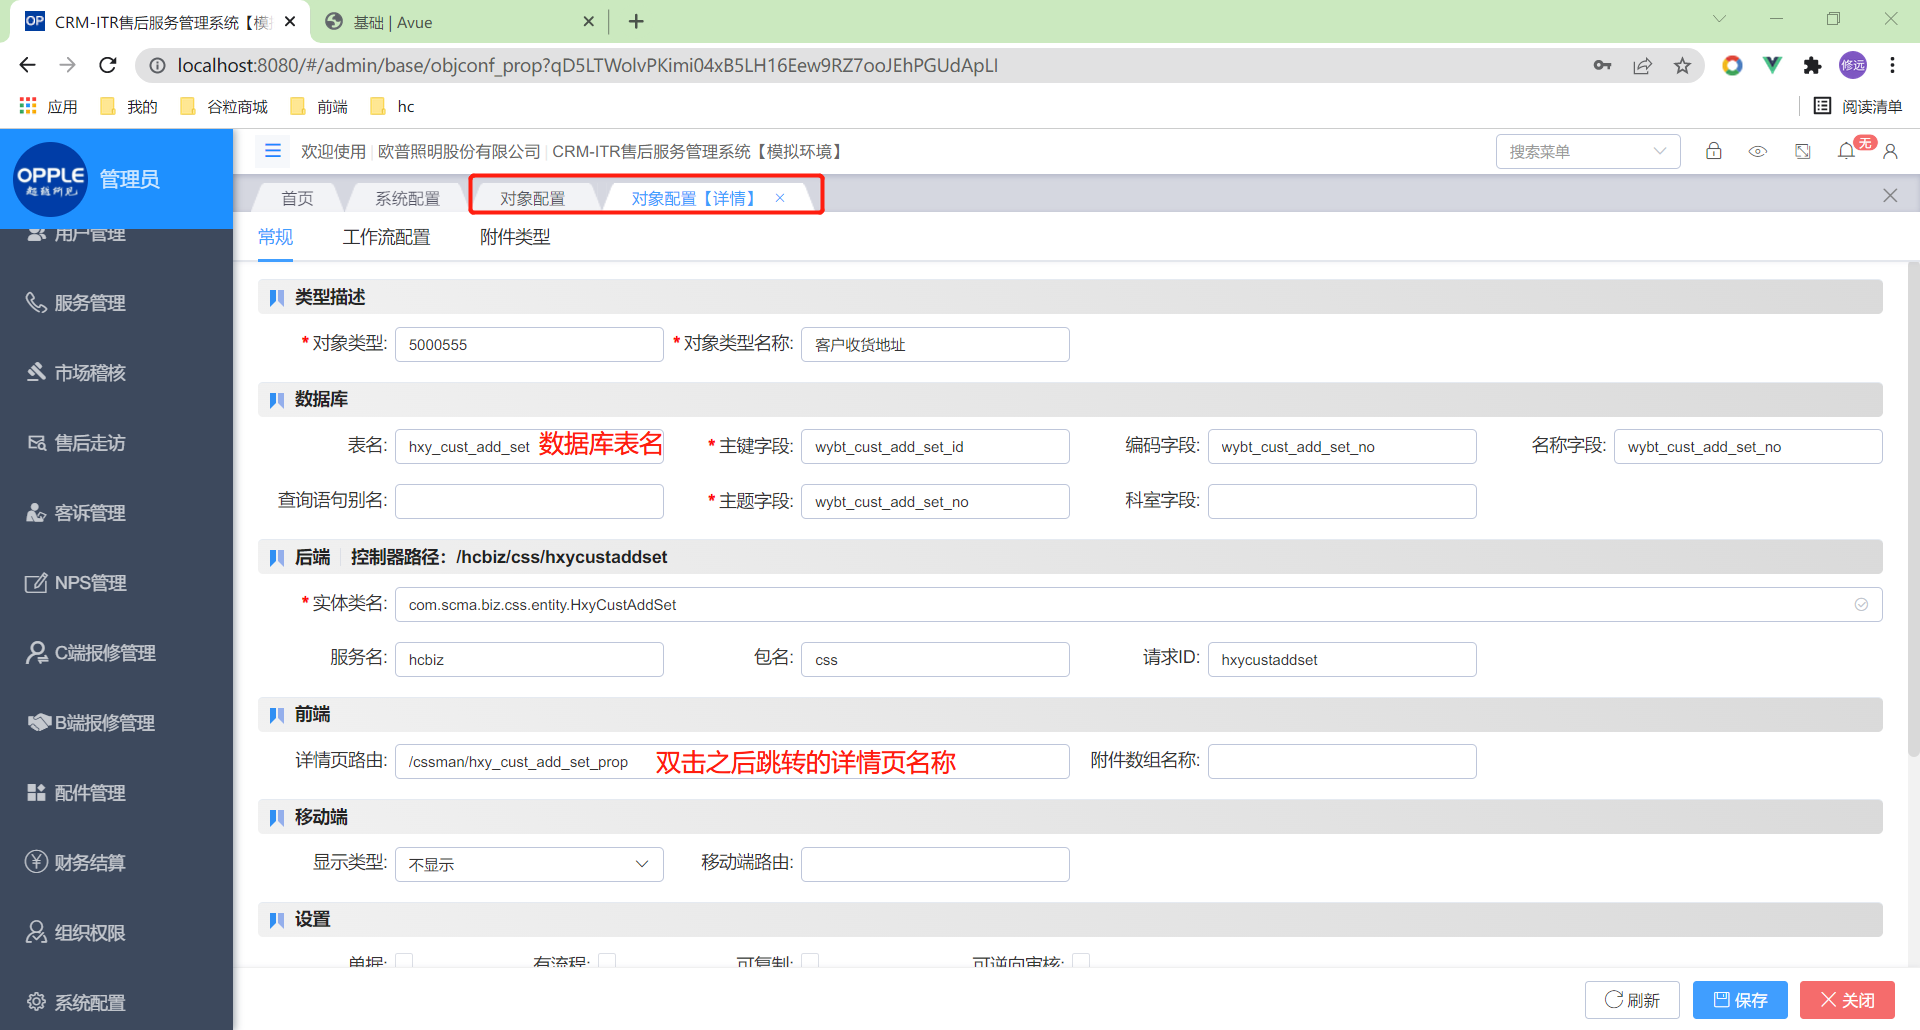 OP CRM-ITR售后服务管理系统【模
基础 | Avue
localhost:8080/#/admin/base/objconf_prop?qD5LTWolvPKimi04xB5LH16Eew9RZ7ooJEhPGUdApLI
修远
应用 我的 谷粒商城 前端 hc 阅读清单
OPPLE
管理员
欢迎使用 | 欧普照明股份有限公司 | CRM-ITR售后服务管理系统【模拟环境】
搜索菜单
无
首页 系统配置 对象配置 对象配置【详情】
常规 工作流配置 附件类型
用户管理
服务管理
市场稽核
售后走访
客诉管理
NPS管理
C端报修管理
B端报修管理
配件管理
财务结算
组织权限
系统配置
类型描述
* 对象类型: 5000555 * 对象类型名称: 客户收货地址
数据库
表名: hxy_cust_add_set 数据库表名 * 主键字段: wybt_cust_add_set_id 编码字段: wybt_cust_add_set_no 名称字段: wybt_cust_add_set_no
查询语句别名: * 主题字段: wybt_cust_add_set_no 科室字段:
后端 控制器路径: /hcbiz/css/hxycustaddset
* 实体类名: com.scma.biz.css.entity.HxyCustAddSet
服务名: hcbiz 包名: css 请求ID: hxycustaddset
前端
详情页路由: /cssman/hxy_cust_add_set_prop 双击之后跳转的详情页名称 附件数组名称:
移动端
显示类型: 不显示 移动端路由:
设置
单据: 有流程: 可复制: 可逆向审核:
刷新 保存 关闭